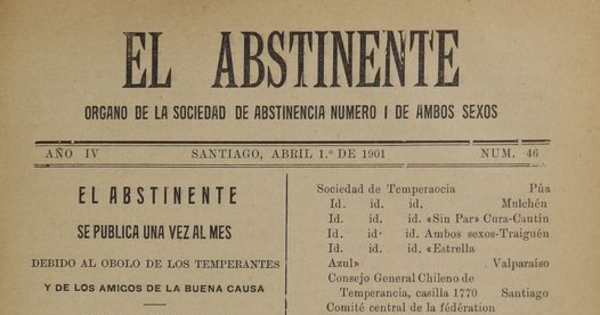 EL ABSTINENTE
ORGANO DE LA SOCIEDAD DE ABSTINENCIA NUMERO 1 DE AMBOS SEXOS
AÑO IV SANTIAGO, ABRIL 1.º DE 1901 NUM. 46
EL ABSTINENTE
SE PUBLICA UNA VEZ AL MES
DEBIDO AL OBOLO DE LOS TEMPERANTES
Y DE LOS AMIGOS DE LA BUENA CAUSA
Sociedad de Temperaocia Púa
Id. id. id. Mulchén
Id. id. id. «Sin Par» Cura-Cautín
Id. id. id. Ambos sexos-Traiguén
Id. id. id. «Estrella
Azul» Valparaíso
Consejo General Chileno de
Temperancia, casilla 1770 Santiago
Comité central de la fédération